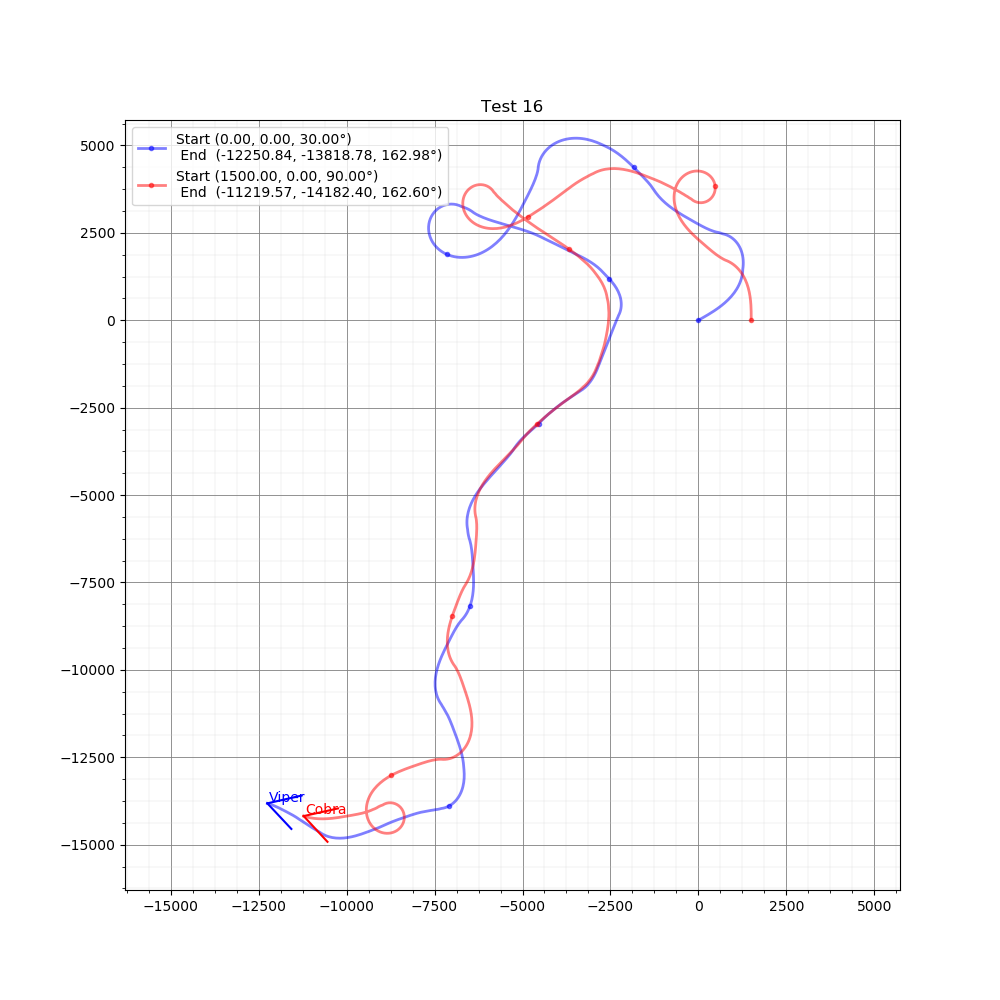 Test 16
Start (0.00, 0.00, 30.00°)
End (-12250.84, -13818.78, 162.98°)
Start (1500.00, 0.00, 90.00°)
End (-11219.57, -14182.40, 162.60°)
5000
2500
0
−2500
−5000
−7500
−10000
−12500
−15000
Viper
Cobra
−15000 −12500 −10000 −7500 −5000 −2500 0 2500 5000